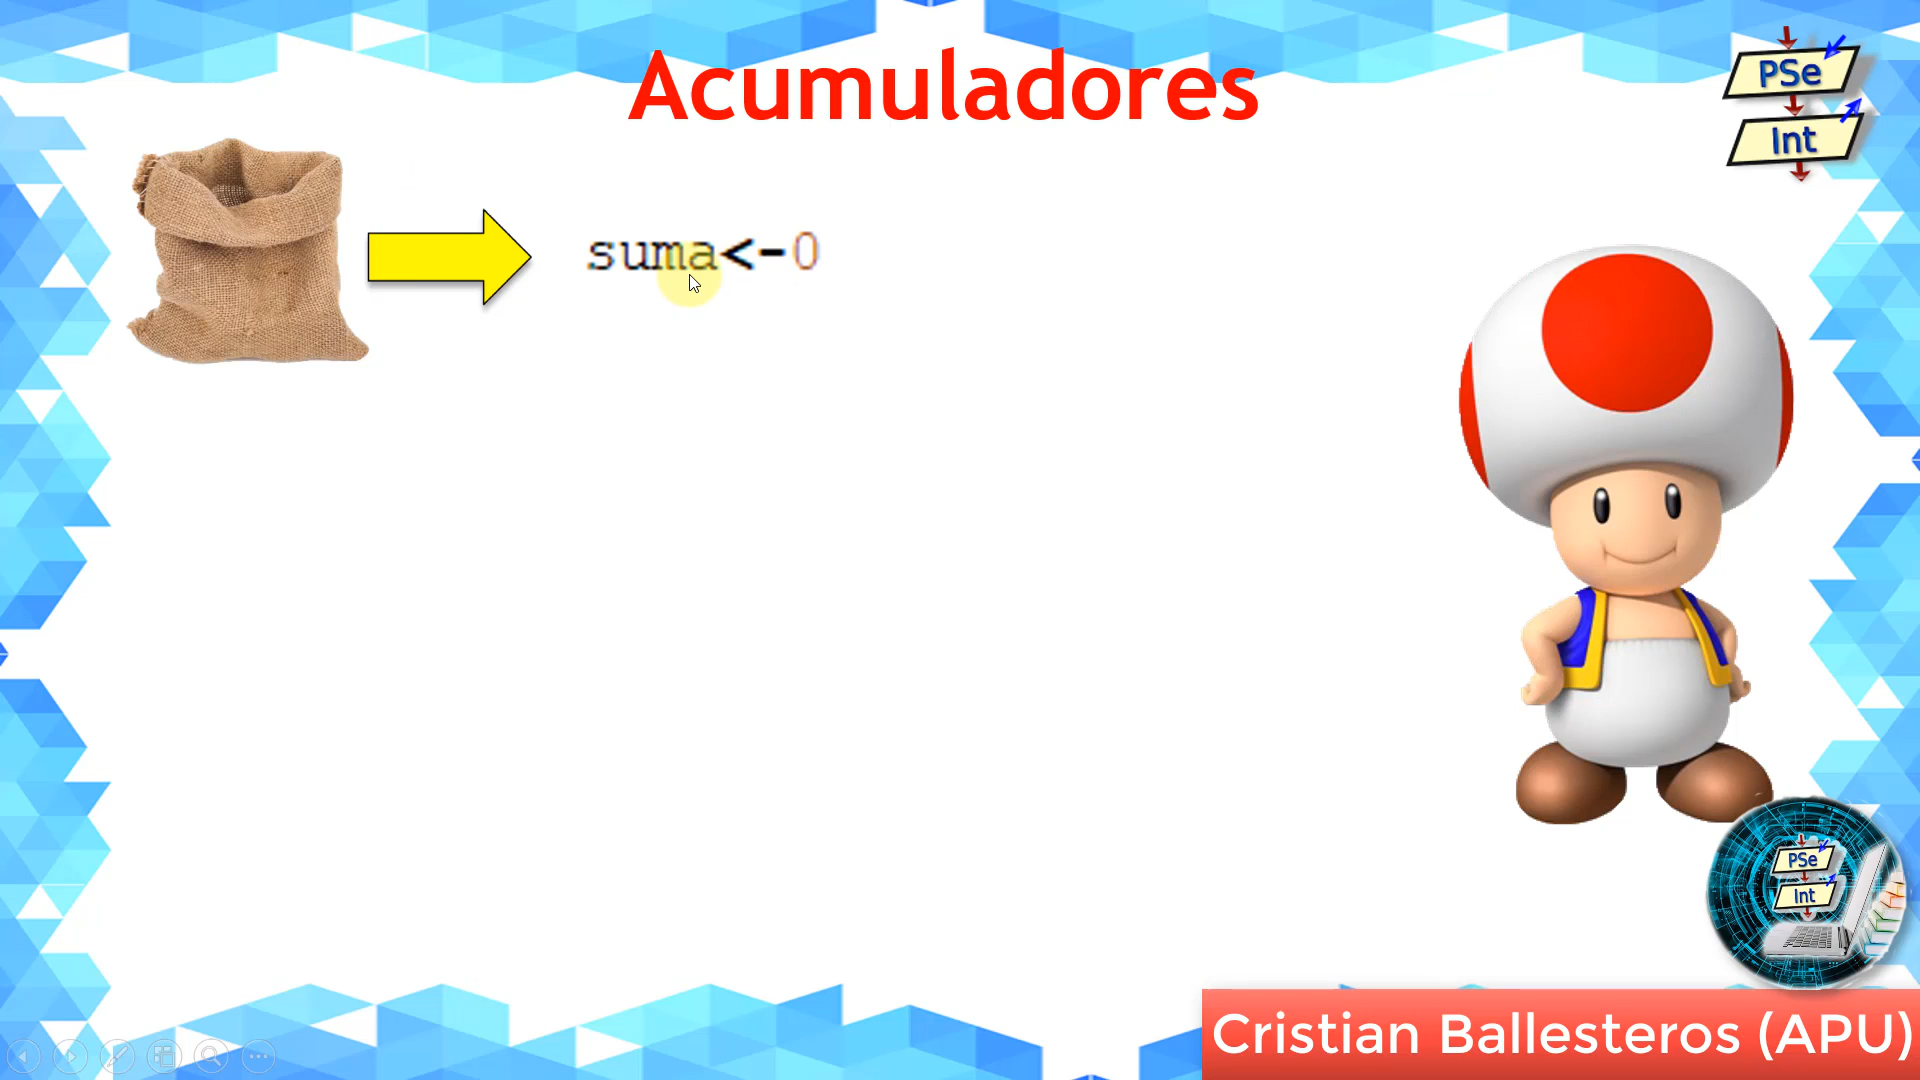 Acumuladores
PSe
Int
suma<-0
PSe
Int
Cristian Ballesteros (APU)